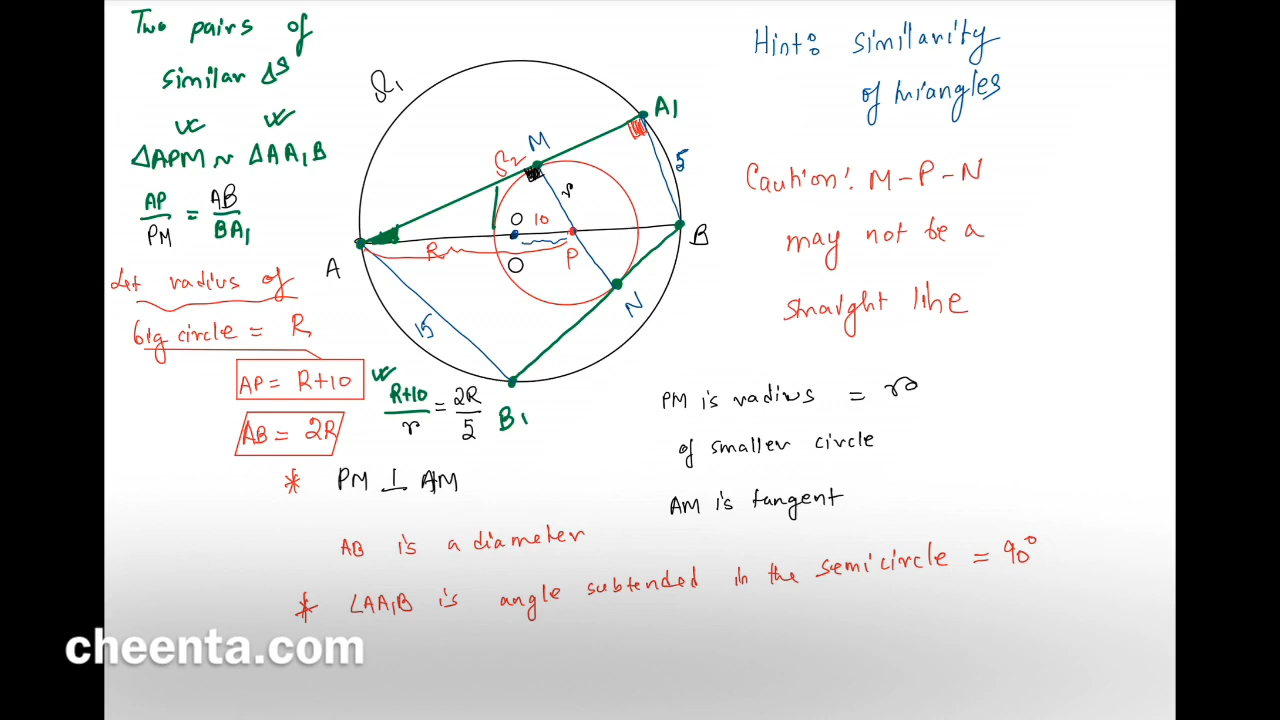 Two pairs of
similar Δs
ΔAPM ~ ΔAA1B
AP/PM = AB/BA1
Let radius of
big circle = R
AP = R+10
AB = 2R
R+10/r = 2R/5
* PM ⊥ AM
AB is a diameter
* ∠AA1B is angle subtended in the semicircle = 90°
Ω1
Ω2
A1
M
r
5
O
10
B
A
R
O
P
N
15
B1
Hint: similarity
of triangles
Caution: M-P-N
may not be a
straight line
PM is radius = r
of smaller circle
AM is tangent
cheenta.com